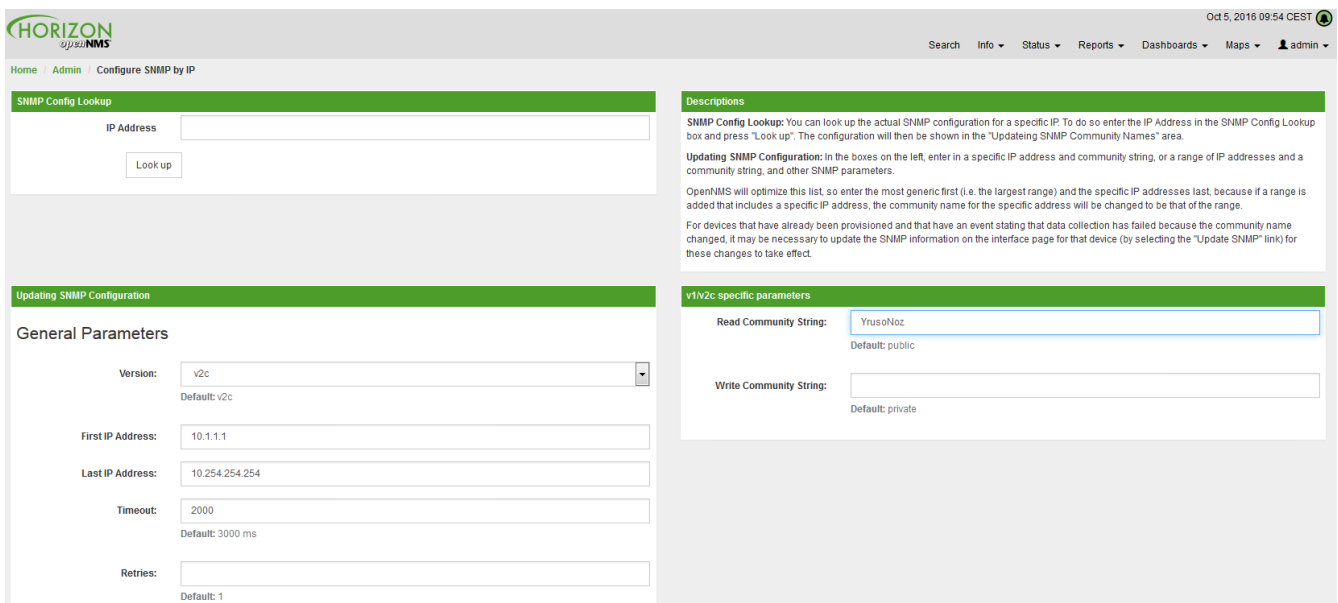 Oct 5, 2016 09:54 CEST
HORIZON
openNMS
Search Info Status Reports Dashboards Maps admin
Home / Admin / Configure SNMP by IP
SNMP Config Lookup
IP Address
Look up
Descriptions
SNMP Config Lookup: You can look up the actual SNMP configuration for a specific IP. To do so enter the IP Address in the SNMP Config Lookup
box and press "Look up". The configuration will then be shown in the "Updateing SNMP Community Names" area.
Updating SNMP Configuration: In the boxes on the left, enter in a specific IP address and community string, or a range of IP addresses and a
community string, and other SNMP parameters.
OpenNMS will optimize this list, so enter the most generic first (i.e. the largest range) and the specific IP addresses last, because if a range is
added that includes a specific IP address, the community name for the specific address will be changed to be that of the range.
For devices that have already been provisioned and that have an event stating that data collection has failed because the community name
changed, it may be necessary to update the SNMP information on the interface page for that device (by selecting the "Update SNMP" link) for
these changes to take effect.
Updating SNMP Configuration
General Parameters
Version: v2c
Default: v2c
First IP Address: 10.1.1.1
Last IP Address: 10.254.254.254
Timeout: 2000
Default: 3000 ms
Retries:
Default: 1
v1/v2c specific parameters
Read Community String: YrusoNoz
Default: public
Write Community String:
Default: private